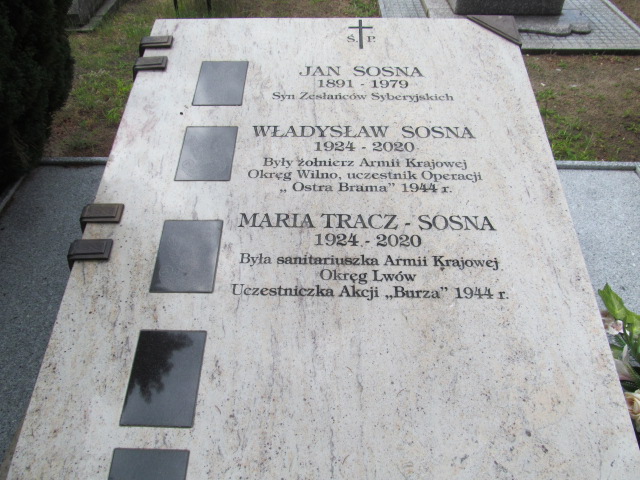 Ś. P.
JAN SOSNA
1891 - 1979
Syn Zesłańców Syberyjskich
WŁADYSŁAW SOSNA
1924 - 2020
Były żołnierz Armii Krajowej
Okręg Wilno, uczestnik Operacji
„Ostra Brama" 1944 r.
MARIA TRACZ - SOSNA
1924 - 2020
Była sanitariuszka Armii Krajowej
Okręg Lwów
Uczestniczka Akcji „Burza" 1944 r.